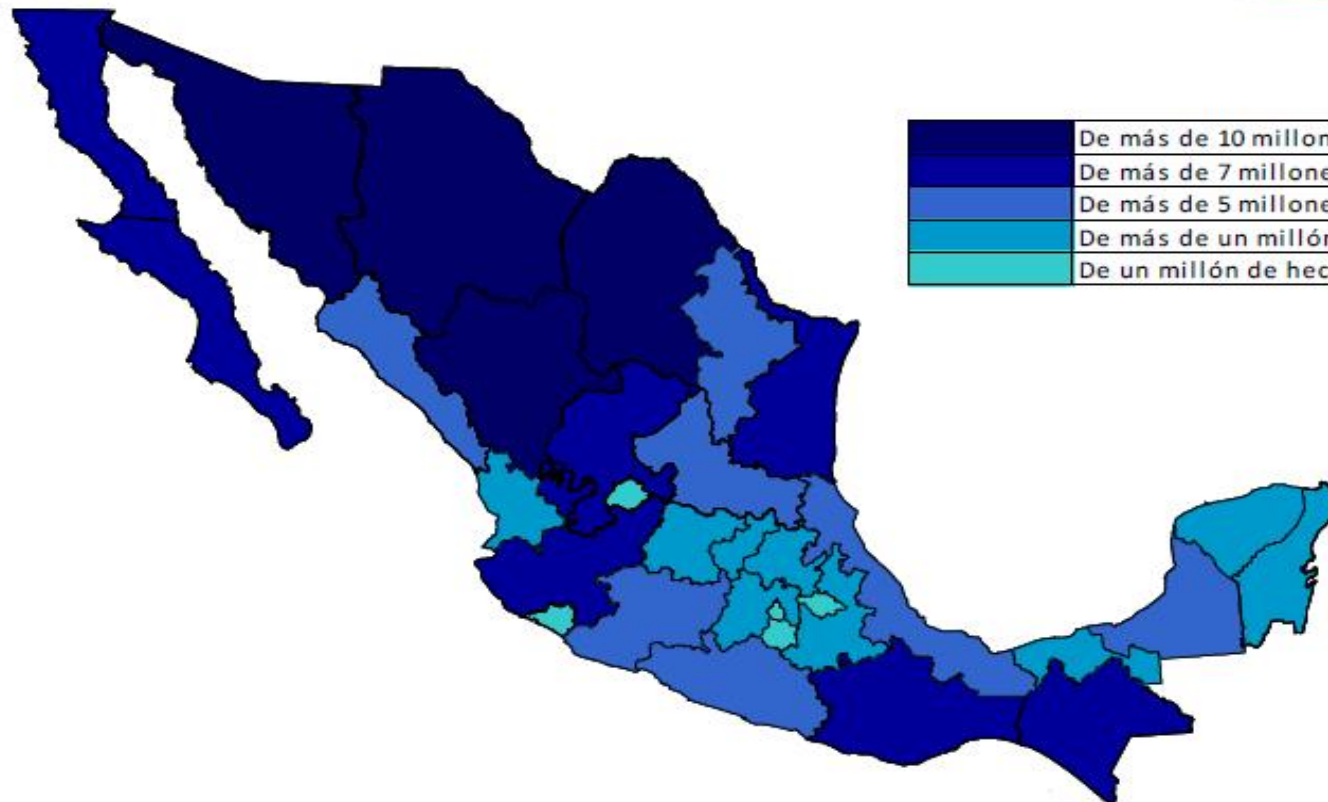 De más de 10 millon
De más de 7 millone
De más de 5 millone
De más de un millón
De un millón de hec